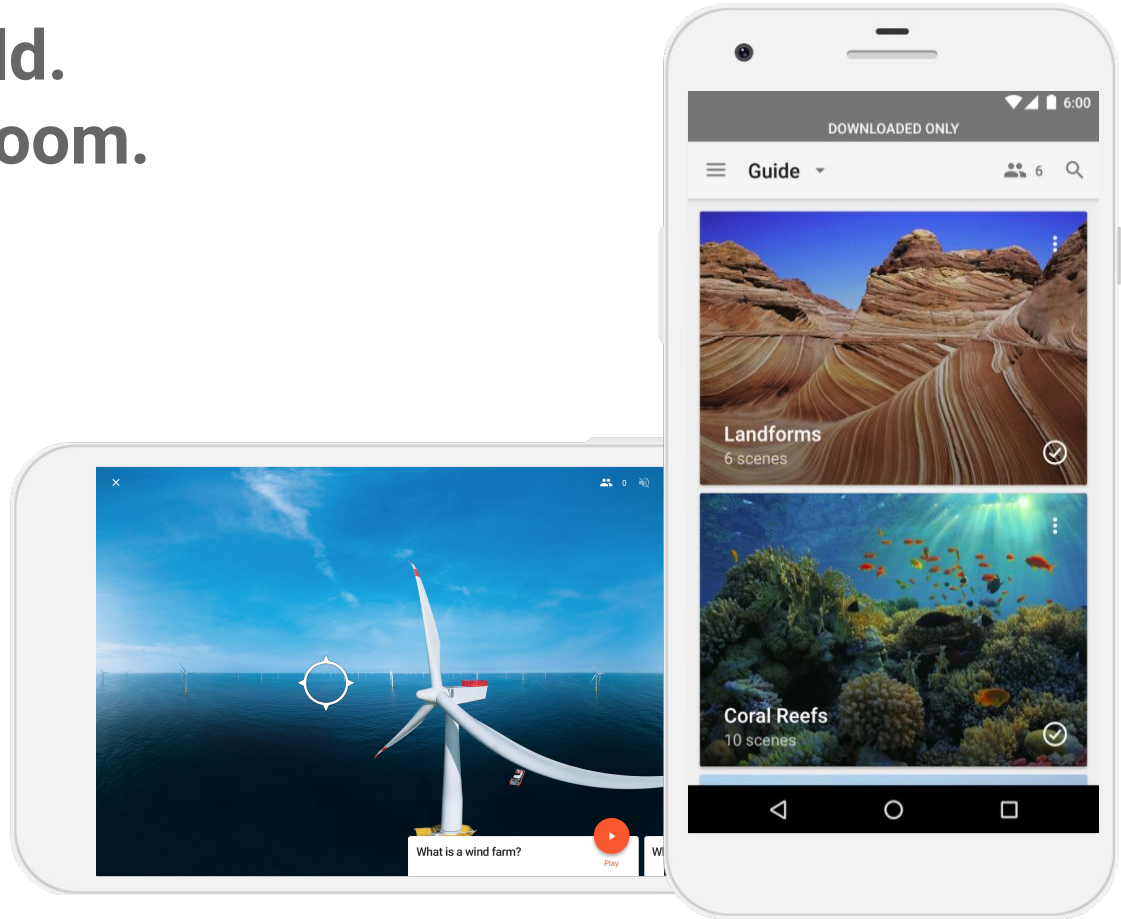 ld.
oom.
6:00
DOWNLOADED ONLY
Guide
6
Landforms
6 scenes
Coral Reefs
10 scenes
0
What is a wind farm?
Play
W